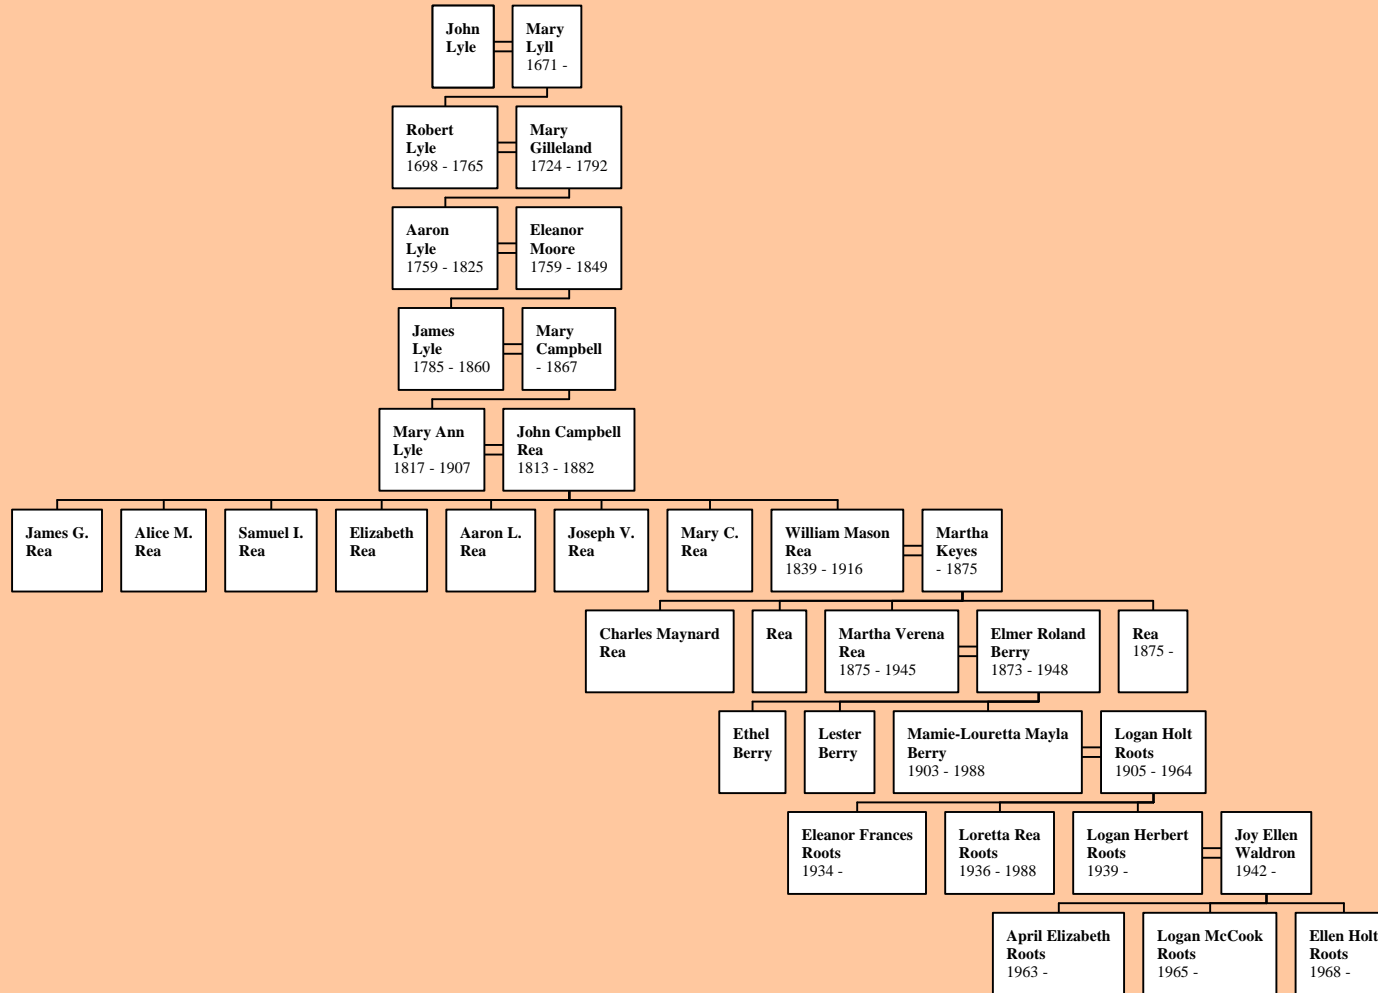 John
Lyle
Mary
Lyll
1671 -
Robert
Lyle
1698 - 1765
Mary
Gilleland
1724 - 1792
Aaron
Lyle
1759 - 1825
Eleanor
Moore
1759 - 1849
James
Lyle
1785 - 1860
Mary
Campbell
- 1867
Mary Ann
Lyle
1817 - 1907
John Campbell
Rea
1813 - 1882
James G.
Rea
Alice M.
Rea
Samuel I.
Rea
Elizabeth
Rea
Aaron L.
Rea
Joseph V.
Rea
Mary C.
Rea
William Mason
Rea
1839 - 1916
Martha
Keyes
- 1875
Charles Maynard
Rea
Rea
Martha Verena
Rea
1875 - 1945
Elmer Roland
Berry
1873 - 1948
Rea
1875 -
Ethel
Berry
Lester
Berry
Mamie-Louretta Mayla
Berry
1903 - 1988
Logan Holt
Roots
1905 - 1964
Eleanor Frances
Roots
1934 -
Loretta Rea
Roots
1936 - 1988
Logan Herbert
Roots
1939 -
Joy Ellen
Waldron
1942 -
April Elizabeth
Roots
1963 -
Logan McCook
Roots
1965 -
Ellen Holt
Roots
1968 -